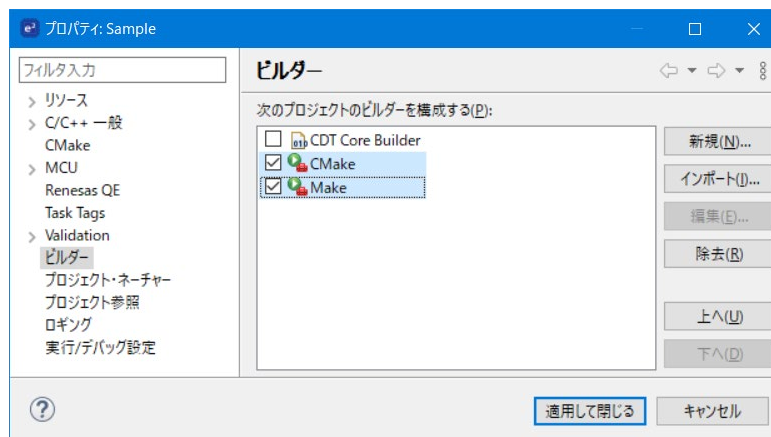 e² プロパティ: Sample
フィルタ入力
リソース
C/C++ 一般
CMake
MCU
Renesas QE
Task Tags
Validation
ビルダー
プロジェクト・ネーチャー
プロジェクト参照
ロギング
実行/デバッグ設定
ビルダー
次のプロジェクトのビルダーを構成する(P):
010 CDT Core Builder
CMake
Make
新規(N)...
インポート(I)...
編集(E)...
除去(R)
上へ(U)
下へ(D)
?
適用して閉じる
キャンセル